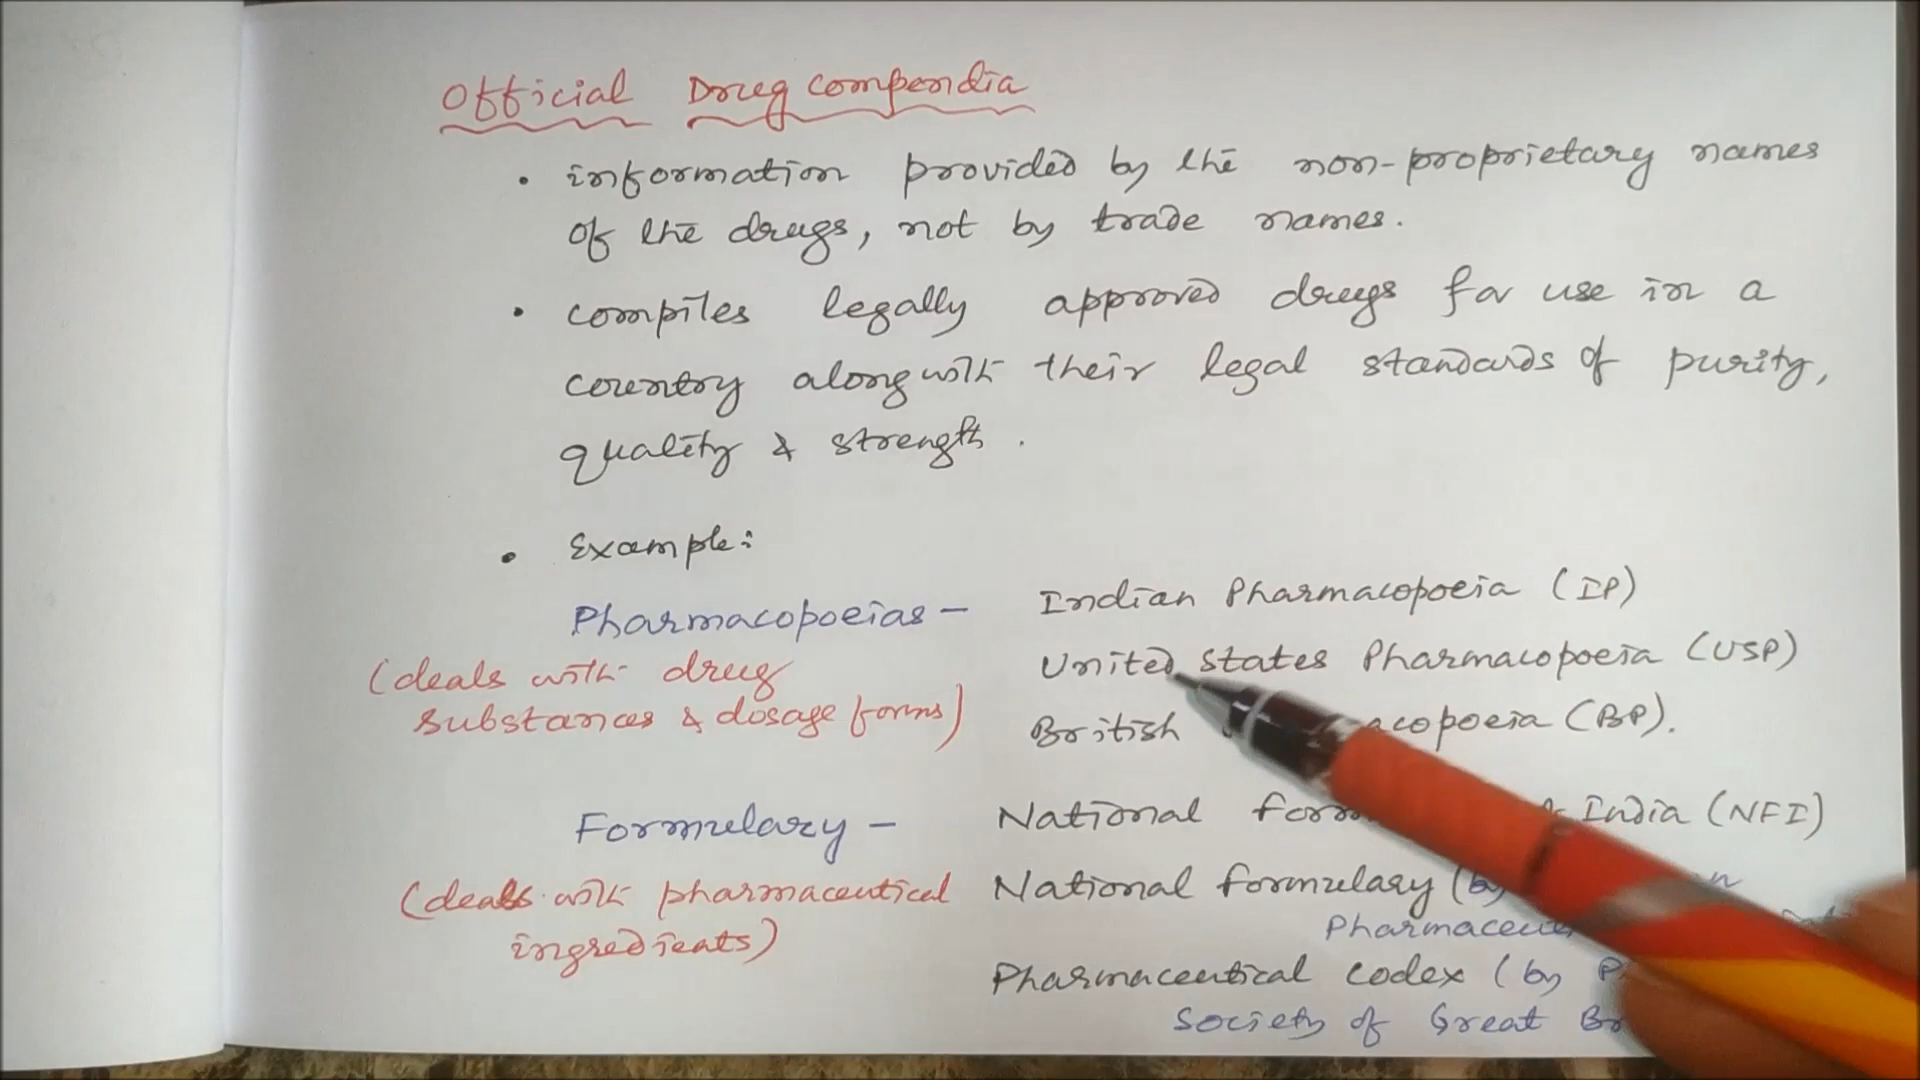 Official Drug compendia
• information provided by the non-proprietary names
of the drugs, not by trade names.
• compiles legally approved drugs for use in a
country along with their legal standards of purity,
quality & strength.
• Example:
Pharmacopoeias - Indian Pharmacopoeia (IP)
United States Pharmacopoeia (USP)
(deals with drug
substances & dosage forms)
British (BP).
Formulary - National India (NFI)
(deals with pharmaceutical
ingredients)
National formulary (by
Pharmaceutical codex (by
Society of Great